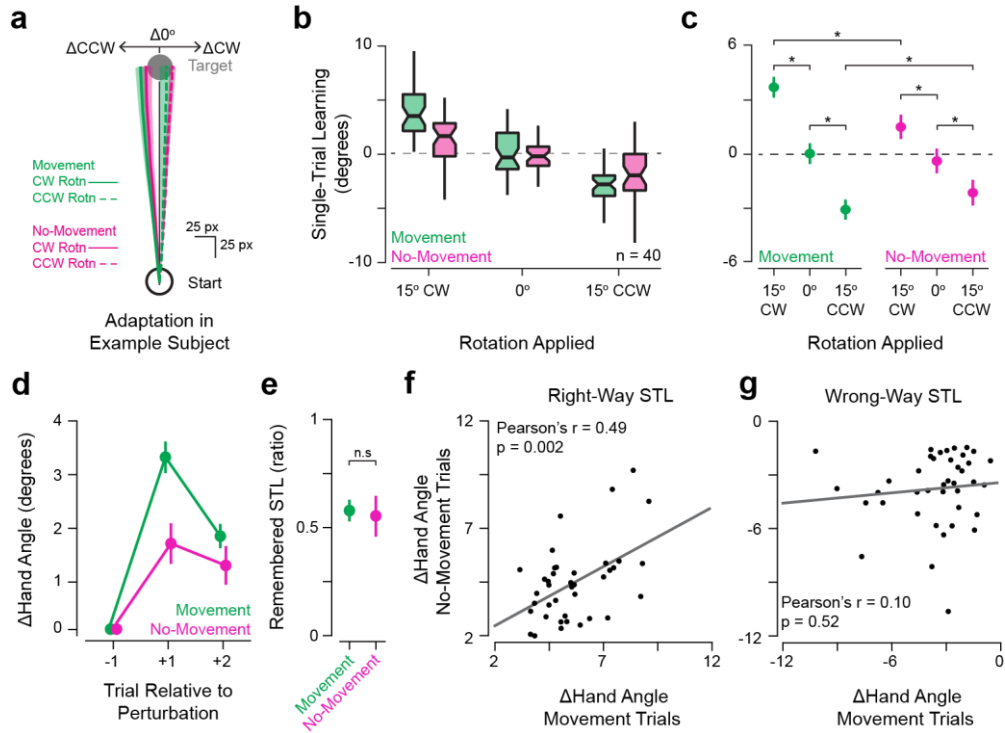 a
Δ0°
ΔCCW
ΔCW
Target
Movement
CW Rotn
CCW Rotn
No-Movement
CW Rotn
CCW Rotn
25 px
25 px
Start
Adaptation in
Example Subject
b
Single-Trial Learning
(degrees)
10
0
-10
Movement
No-Movement
n = 40
15° CW
0°
15° CCW
Rotation Applied
c
6
0
-6
*
*
*
*
*
*
Movement
No-Movement
15°
CW
0°
15°
CCW
15°
CW
0°
15°
CCW
Rotation Applied
d
ΔHand Angle (degrees)
4
3
2
1
0
Movement
No-Movement
-1
+1
+2
Trial Relative to
Perturbation
e
Remembered STL (ratio)
1
0.5
0
n.s
Movement
No-Movement
f
Right-Way STL
Pearson's r = 0.49
p = 0.002
ΔHand Angle
No-Movement Trials
12
7
2
2
7
12
ΔHand Angle
Movement Trials
g
Wrong-Way STL
0
-6
-12
Pearson's r = 0.10
p = 0.52
-12
-6
0
ΔHand Angle
Movement Trials